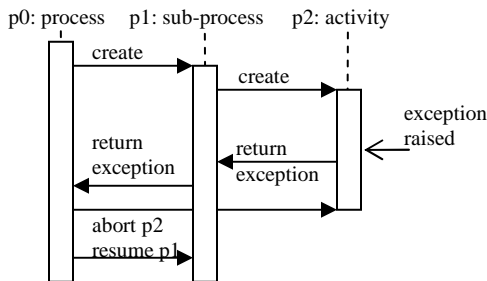 p0: process p1: sub-process p2: activity
create
create
exception
raised
return
exception
return
exception
abort p2
resume p1